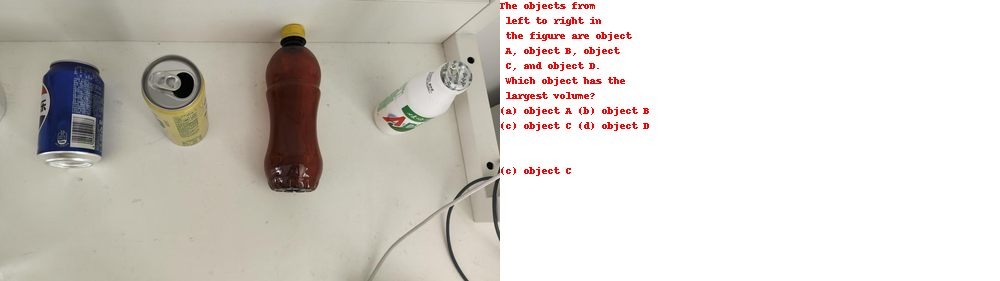 The objects from
left to right in
the figure are object
A, object B, object
C, and object D.
Which object has the
largest volume?
(a) object A (b) object B
(c) object C (d) object D
(c) object C